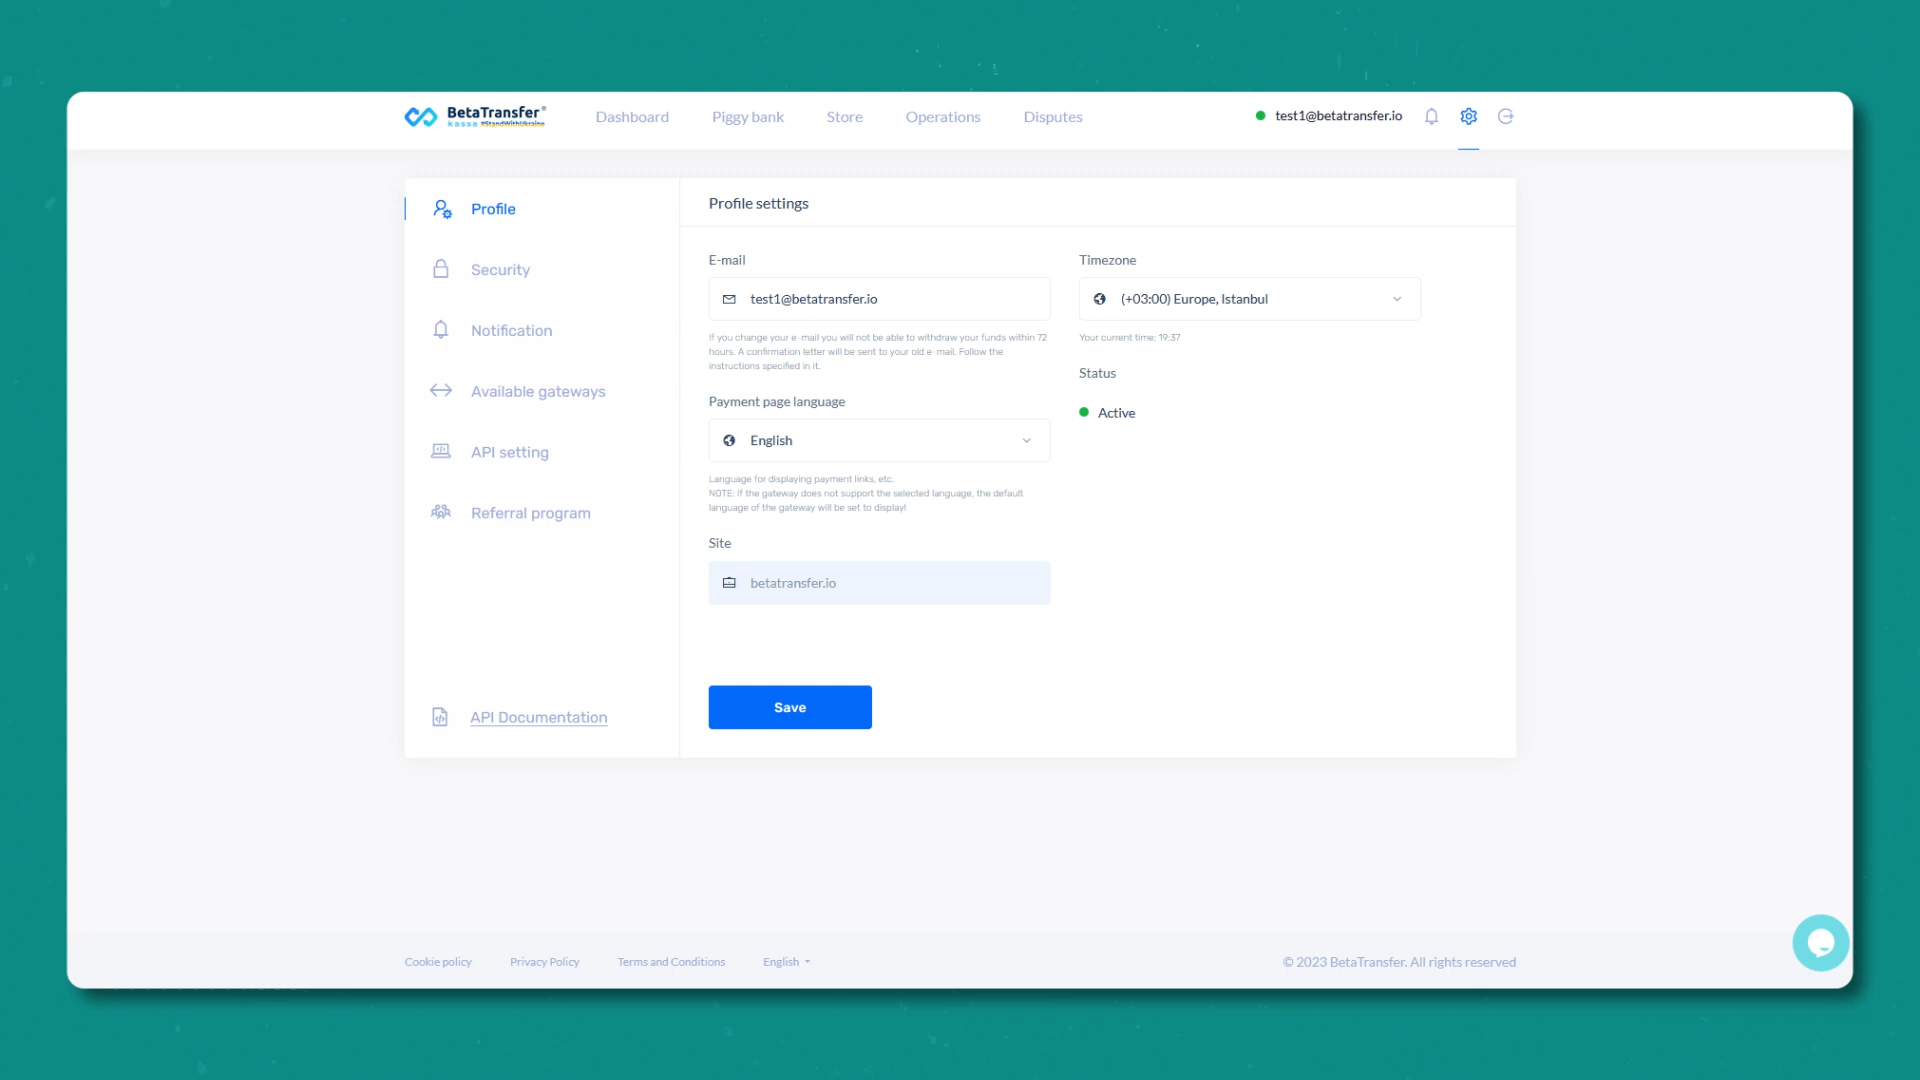 BetaTransfer®
kassa #StandWithUkraine
Dashboard
Piggy bank
Store
Operations
Disputes
test1@betatransfer.io
Profile
Security
Notification
Available gateways
API setting
Referral program
API Documentation
Profile settings
E-mail
test1@betatransfer.io
If you change your e-mail you will not be able to withdraw your funds within 72
hours. A confirmation letter will be sent to your old e-mail. Follow the
instructions specified in it.
Payment page language
English
Language for displaying payment links, etc.
NOTE: If the gateway does not support the selected language, the default
language of the gateway will be set to display!
Site
betatransfer.io
Save
Timezone
(+03:00) Europe, Istanbul
Your current time: 19:37
Status
Active
Cookie policy
Privacy Policy
Terms and Conditions
English
© 2023 BetaTransfer. All rights reserved